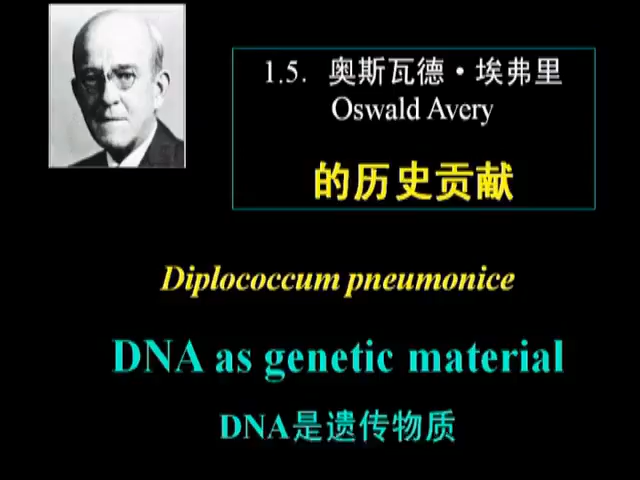 1.5. 奥斯瓦德·埃弗里
Oswald Avery
的历史贡献
Diplococcum pneumonice
DNA as genetic material
DNA是遗传物质